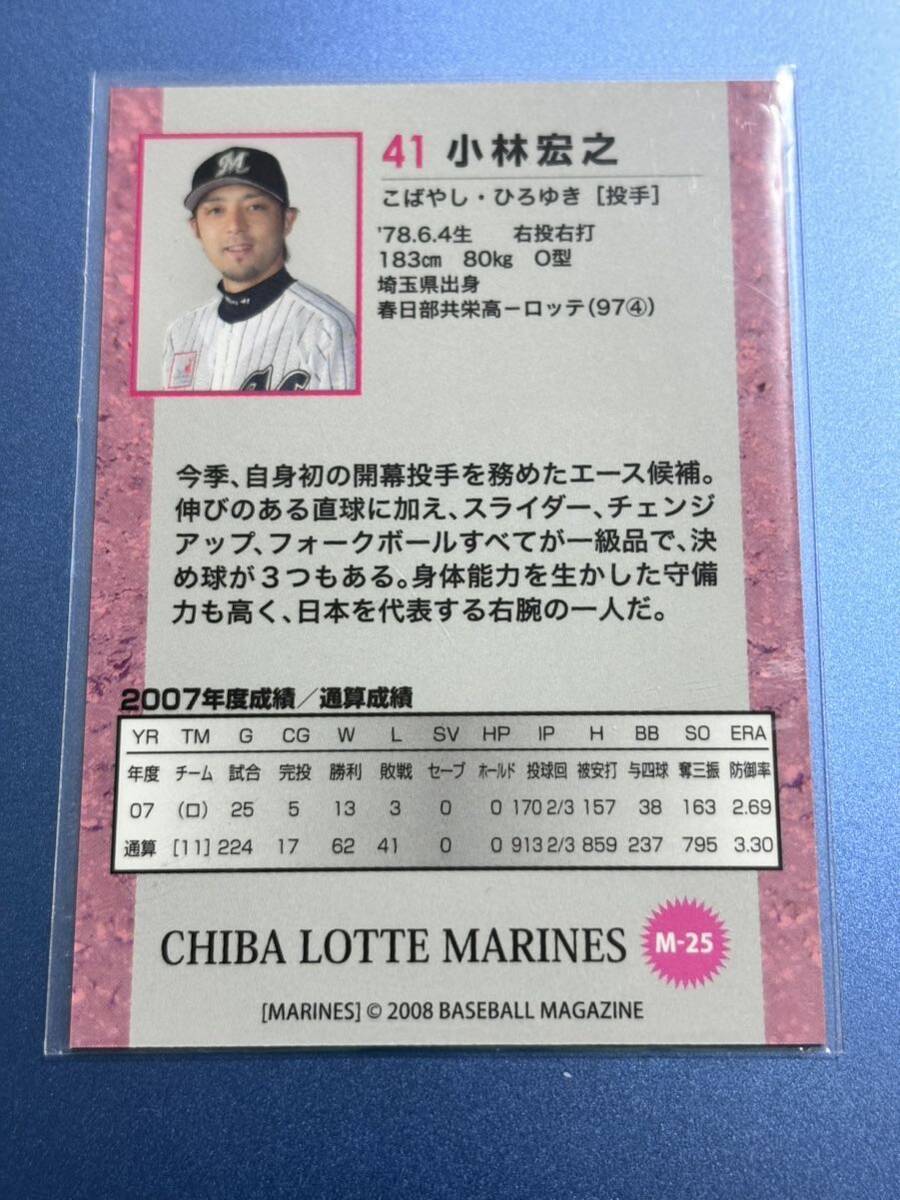 41 小林宏之
こばやし・ひろゆき [投手]
'78.6.4生 右投右打
183㎝ 80㎏ O型
埼玉県出身
春日部共栄高－ロッテ(97④)
今季、自身初の開幕投手を務めたエース候補。
伸びのある直球に加え、スライダー、チェンジ
アップ、フォークボールすべてが一級品で、決
め球が3つもある。身体能力を生かした守備
力も高く、日本を代表する右腕の一人だ。
2007年度成績／通算成績
YR TM G CG W L SV HP IP H BB SO ERA
年度 チーム 試合 完投 勝利 敗戦 セーブ ホールド 投球回 被安打 与四球 奪三振 防御率
07 (ロ) 25 5 13 3 0 0 170 2/3 157 38 163 2.69
通算 [11] 224 17 62 41 0 0 913 2/3 859 237 795 3.30
CHIBA LOTTE MARINES M-25
[MARINES] © 2008 BASEBALL MAGAZINE